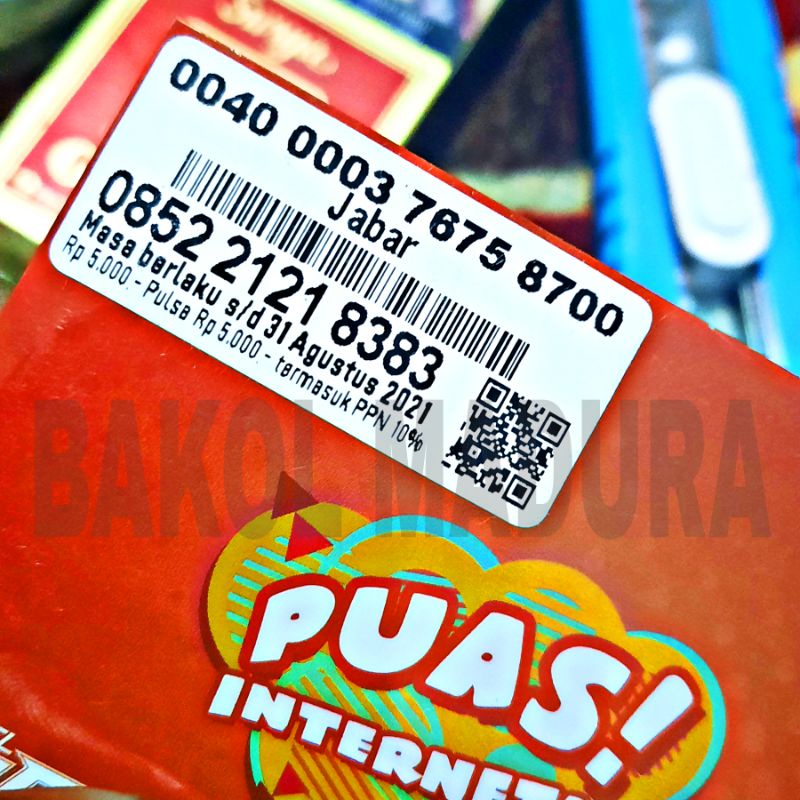 Surya
0040 0003 7675 8700
Jabar
0852 2121 8383
Masa berlaku s/d 31 Agustus 2021
Rp 5.000,- Pulsa Rp 5.000,- termasuk PPN 10%
BAKOL MADURA
PUAS!